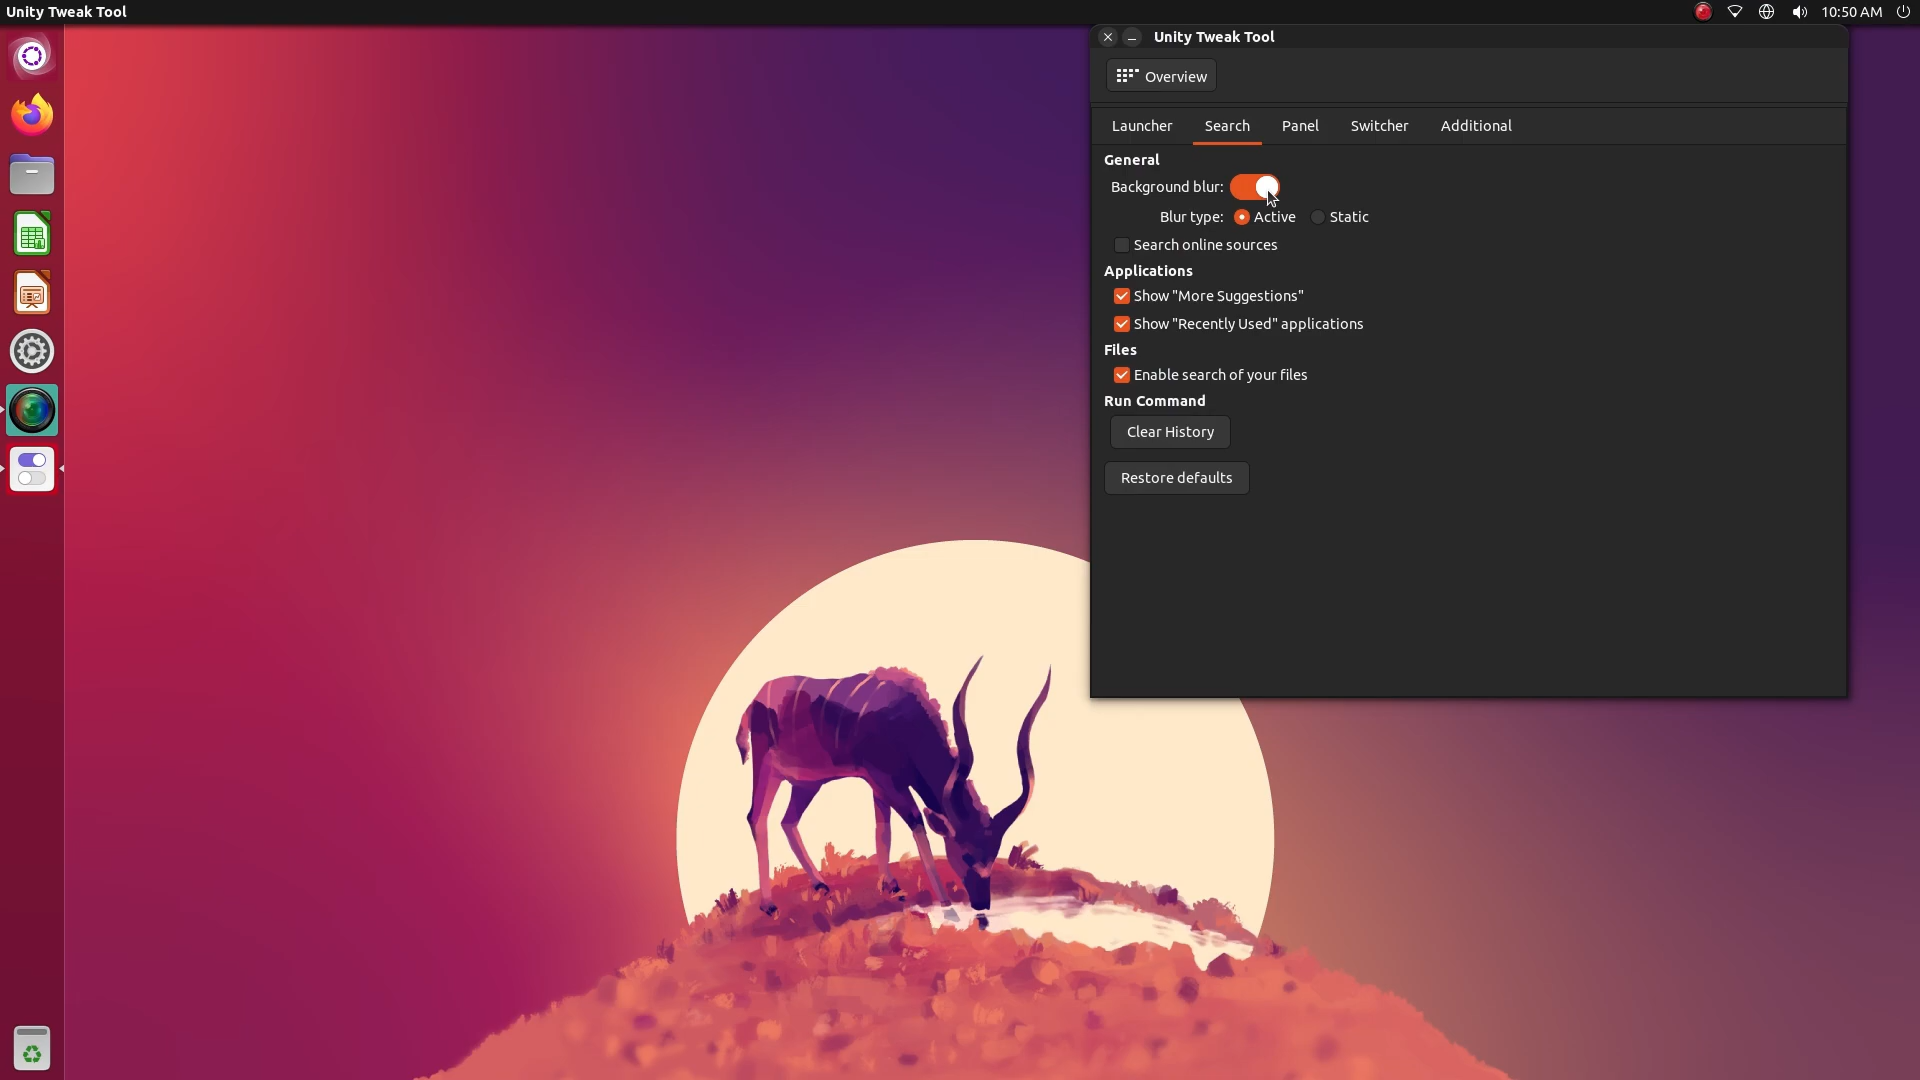 Unity Tweak Tool
10:50 AM
Unity Tweak Tool
Overview
Launcher Search Panel Switcher Additional
General
Background blur:
Blur type: Active Static
Search online sources
Applications
Show "More Suggestions"
Show "Recently Used" applications
Files
Enable search of your files
Run Command
Clear History
Restore defaults